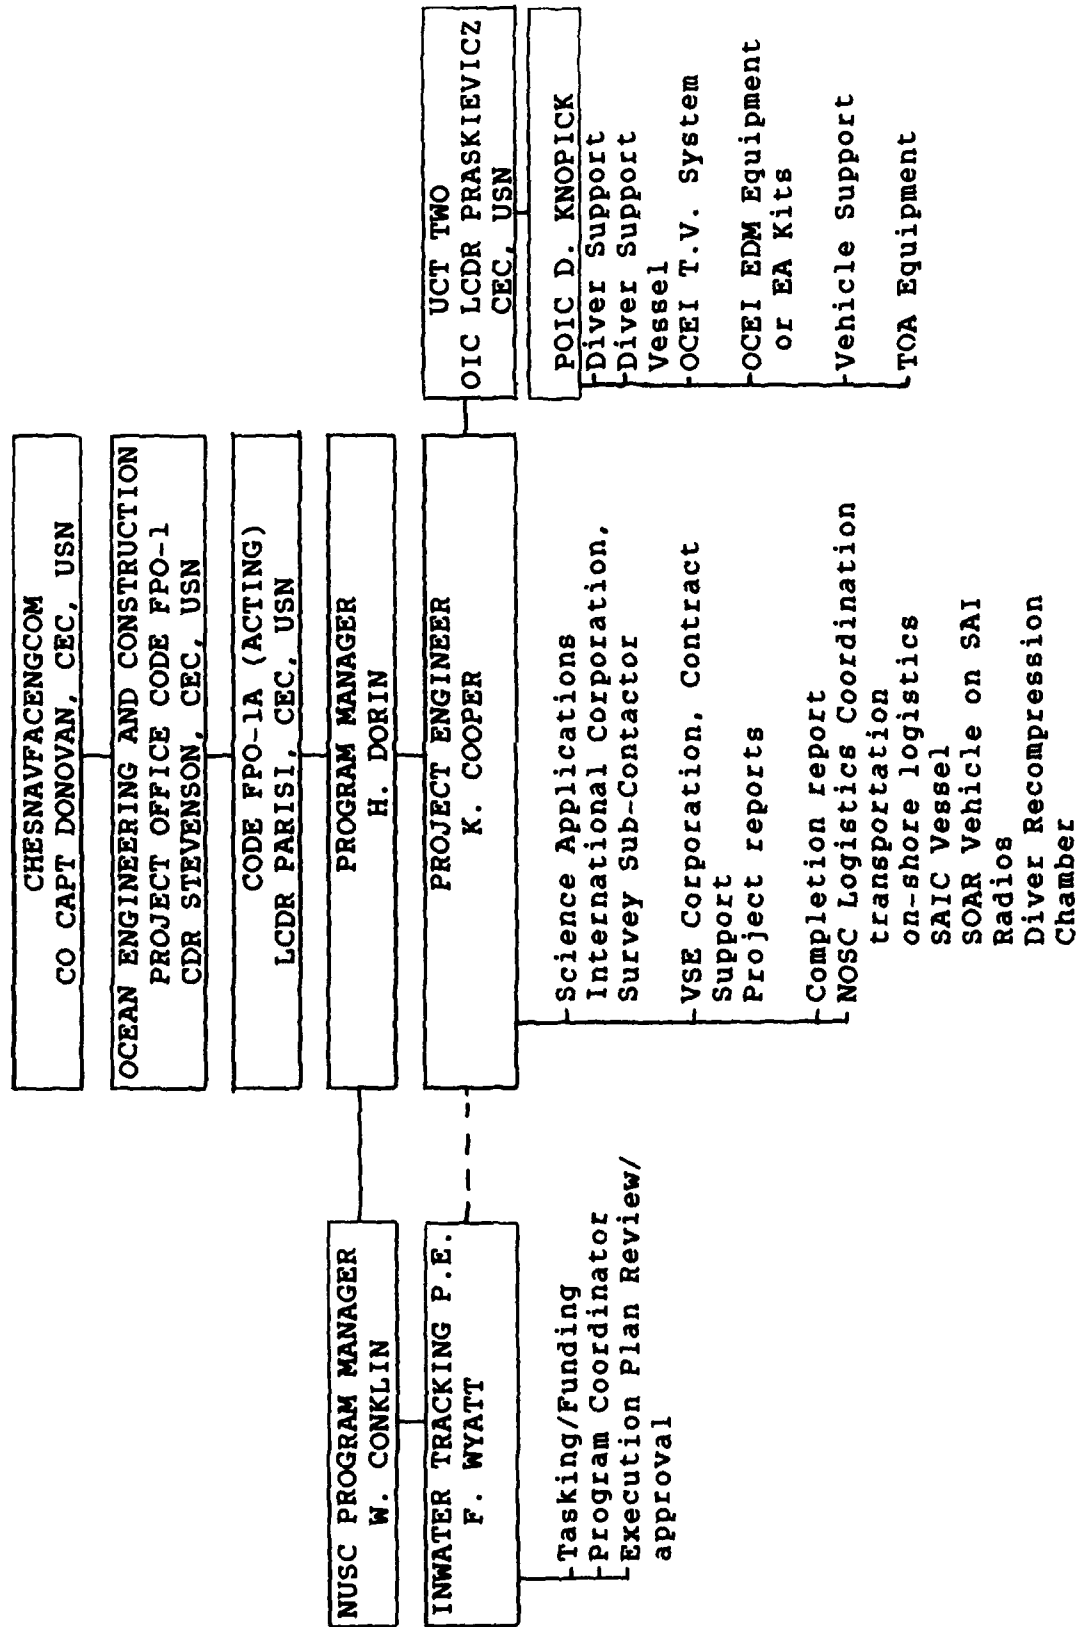 CHESNAVFACENGCOM
CO CAPT DONOVAN, CEC, USN
OCEAN ENGINEERING AND CONSTRUCTION
PROJECT OFFICE CODE FPO-1
CDR STEVENSON, CEC, USN
CODE FPO-1A (ACTING)
LCDR PARISI, CEC, USN
NUSC PROGRAM MANAGER
W. CONKLIN
PROGRAM MANAGER
H. DORIN
INWATER TRACKING P.E.
F. WYATT
PROJECT ENGINEER
K. COOPER
UCT TWO
OIC LCDR PRASKIEVICZ
CEC, USN
POIC D. KNOPICK
Tasking/Funding
Program Coordinator
Execution Plan Review/
approval
Science Applications
International Corporation,
Survey Sub-Contactor
VSE Corporation, Contract
Support
Project reports
Completion report
NOSC Logistics Coordination
transportation
on-shore logistics
SAIC Vessel
SOAR Vehicle on SAI
Radios
Diver Recompression
Chamber
Diver Support
Diver Support
Vessel
OCEI T.V. System
OCEI EDM Equipment
or EA Kits
Vehicle Support
TOA Equipment